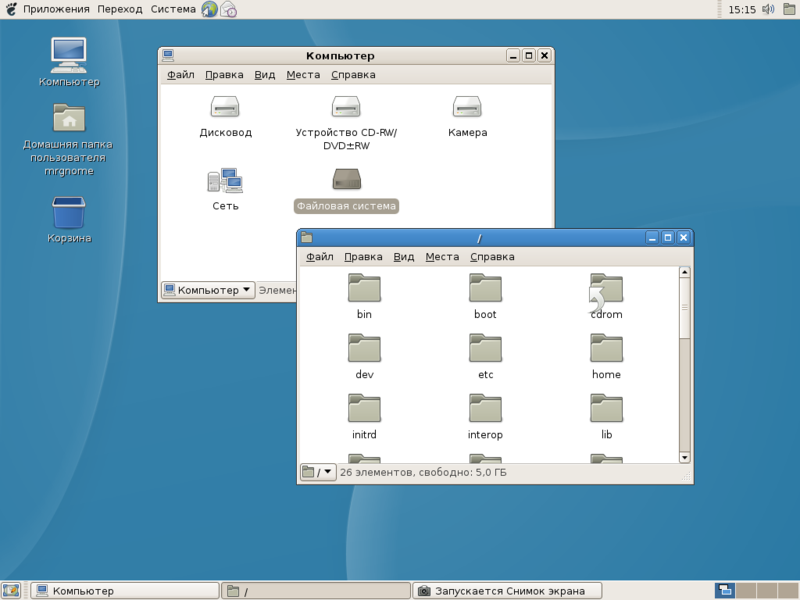 Приложения Переход Система
15:15
Компьютер
Домашняя папка
пользователя
mrgnome
Корзина
Компьютер
Файл Правка Вид Места Справка
Дисковод
Устройство CD-RW/
DVD±RW
Камера
Сеть
Файловая система
Компьютер
Элемен
/
Файл Правка Вид Места Справка
bin boot cdrom
dev etc home
initrd interop lib
/ 26 элементов, свободно: 5,0 ГБ
Компьютер / Запускается Снимок экрана